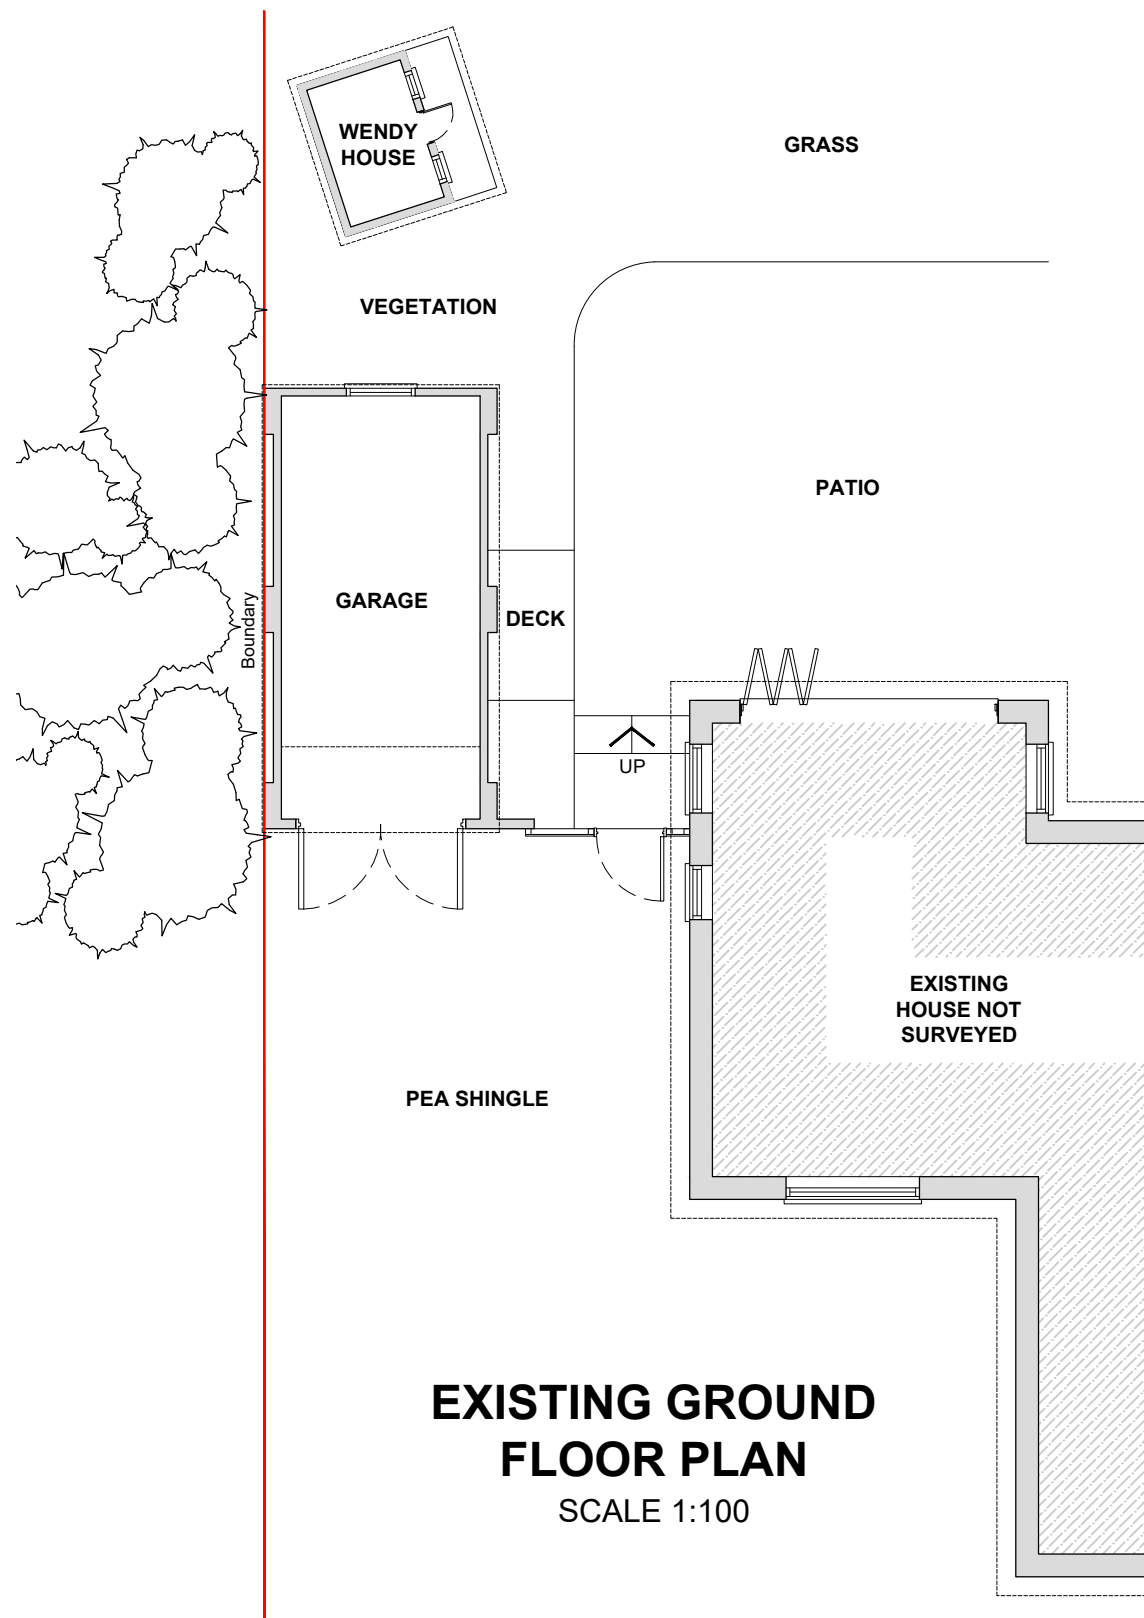 WENDY
HOUSE
GRASS
VEGETATION
PATIO
GARAGE
DECK
Boundary
UP
EXISTING
HOUSE NOT
SURVEYED
PEA SHINGLE
EXISTING GROUND
FLOOR PLAN
SCALE 1:100